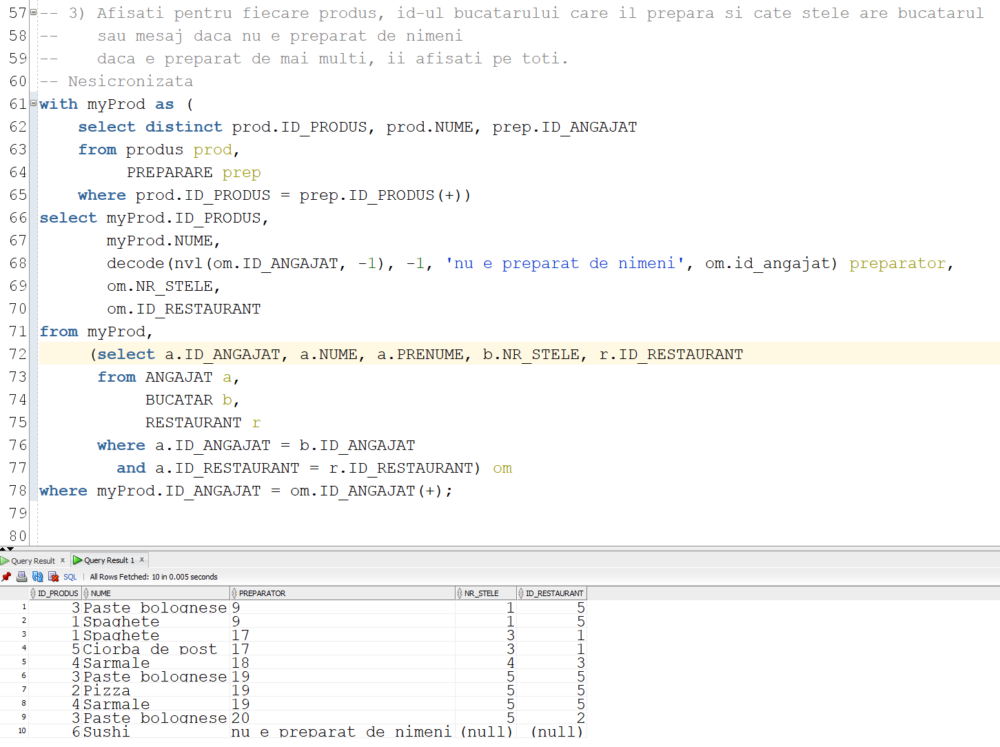 57 -- 3) Afisati pentru fiecare produs, id-ul bucatarului care il prepara si cate stele are bucatarul
58 --    sau mesaj daca nu e preparat de nimeni
59 --    daca e preparat de mai multi, ii afisati pe toti.
60 -- Nesicronizata
61 with myProd as (
62     select distinct prod.ID_PRODUS, prod.NUME, prep.ID_ANGAJAT
63     from produs prod,
64          PREPARARE prep
65     where prod.ID_PRODUS = prep.ID_PRODUS(+))
66 select myProd.ID_PRODUS,
67        myProd.NUME,
68        decode(nvl(om.ID_ANGAJAT, -1), -1, 'nu e preparat de nimeni', om.id_angajat) preparator,
69        om.NR_STELE,
70        om.ID_RESTAURANT
71 from myProd,
72      (select a.ID_ANGAJAT, a.NUME, a.PRENUME, b.NR_STELE, r.ID_RESTAURANT
73       from ANGAJAT a,
74            BUCATAR b,
75            RESTAURANT r
76       where a.ID_ANGAJAT = b.ID_ANGAJAT
77         and a.ID_RESTAURANT = r.ID_RESTAURANT) om
78 where myProd.ID_ANGAJAT = om.ID_ANGAJAT(+);
79
80
Query Result x Query Result 1 x
SQL | All Rows Fetched: 10 in 0.005 seconds
ID_PRODUS NUME PREPARATOR NR_STELE ID_RESTAURANT
1 3 Paste bolognese 9 1 5
2 1 Spaghete 9 1 5
3 1 Spaghete 17 3 1
4 5 Ciorba de post 17 3 1
5 4 Sarmale 18 4 3
6 3 Paste bolognese 19 5 5
7 2 Pizza 19 5 5
8 4 Sarmale 19 5 5
9 3 Paste bolognese 20 5 2
10 6 Sushi nu e preparat de nimeni (null) (null)